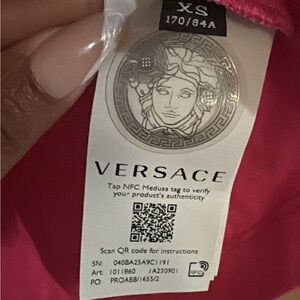 XS
170/84A
VERSACE
Tap NFC Medusa tag to verify
your product's authenticity
Scan QR code for instructions
SN: 040BA25A9C1191
Art: 1011860 /A230901
PO: PROABB/1655/2